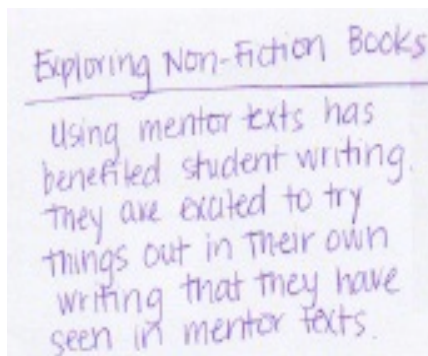 Exploring Non-Fiction Books
Using mentor texts has
benefited student writing.
They are excited to try
things out in their own
writing that they have
seen in mentor texts.